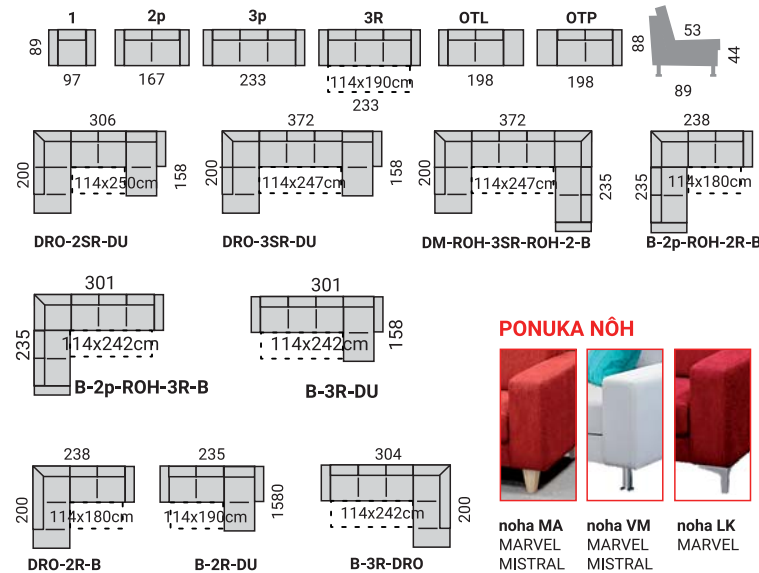 1 2p 3p 3R OTL OTP
89 88 53 44
97 167 233 114x190cm 198 198 89
233
306 372 372 238
200 114x250cm 158 200 114x247cm 158 114x247cm 235 235 114x180cm
DRO-2SR-DU DRO-3SR-DU DM-ROH-3SR-ROH-2-B B-2p-ROH-2R-B
301 301
235 114x242cm 114x242cm 158
B-2p-ROH-3R-B B-3R-DU
PONUKA NÔH
238 235 304
200 114x180cm 114x190cm 1580 114x242cm 200
DRO-2R-B B-2R-DU B-3R-DRO
noha MA noha VM noha LK
MARVEL MARVEL MARVEL
MISTRAL MISTRAL